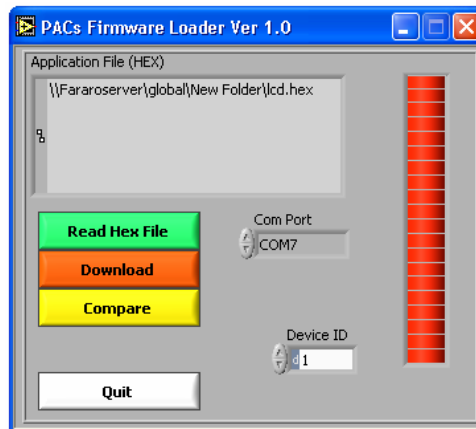 PACs Firmware Loader Ver 1.0
Application File (HEX)
\\Fararoserver\global\New Folder\lcd.hex
Read Hex File
Com Port
COM7
Download
Compare
Device ID
d 1
Quit